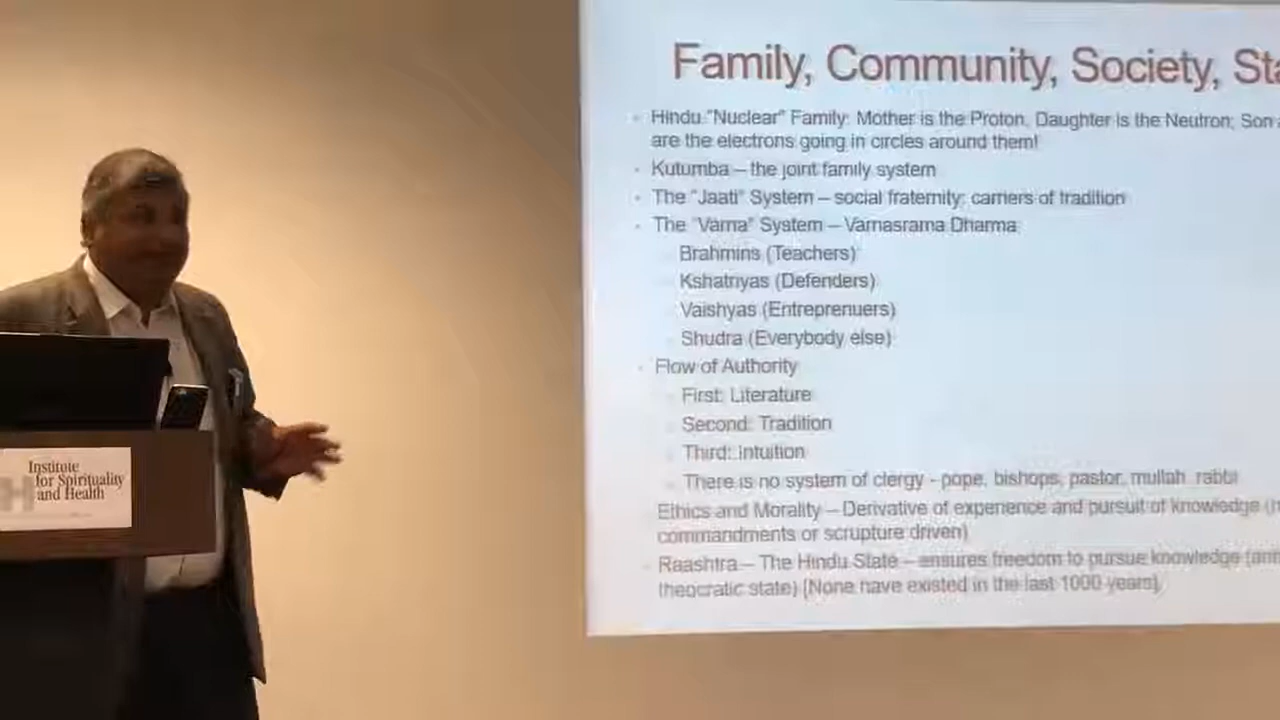 Institute
for Spirituality
and Health
Family, Community, Society,
Hindu "Nuclear" Family: Mother is the Proton, Daughter is the Neutron; Son
are the electrons going in circles around them!
Kutumba – the joint family system
The "Jaati" System – social fraternity; carriers of tradition
The "Varna" System – Varnasrama Dharma
Brahmins (Teachers)
Kshatriyas (Defenders)
Vaishyas (Entreprenuers)
Shudra (Everybody else)
Flow of Authority
First: Literature
Second: Tradition
Third: Intuition
There is no system of clergy - pope, bishops, pastor, mullah, rabbi
Ethics and Morality – Derivative of experience and pursuit of knowledge
commandments or scrupture driven)
Raashtra – The Hindu State – ensures freedom to pursue knowledge
theocratic state) [None have existed in the last 1000 years]